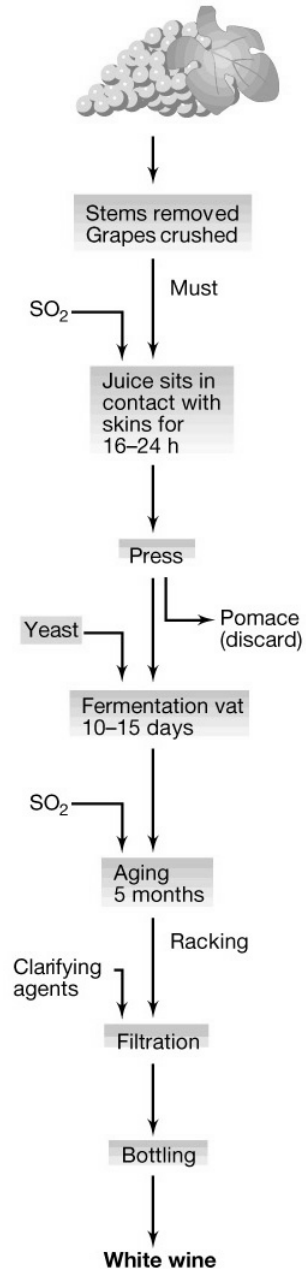 Stems removed
Grapes crushed
Must
SO₂
Juice sits in
contact with
skins for
16–24 h
Press
Pomace
(discard)
Yeast
Fermentation vat
10–15 days
SO₂
Aging
5 months
Racking
Clarifying
agents
Filtration
Bottling
White wine